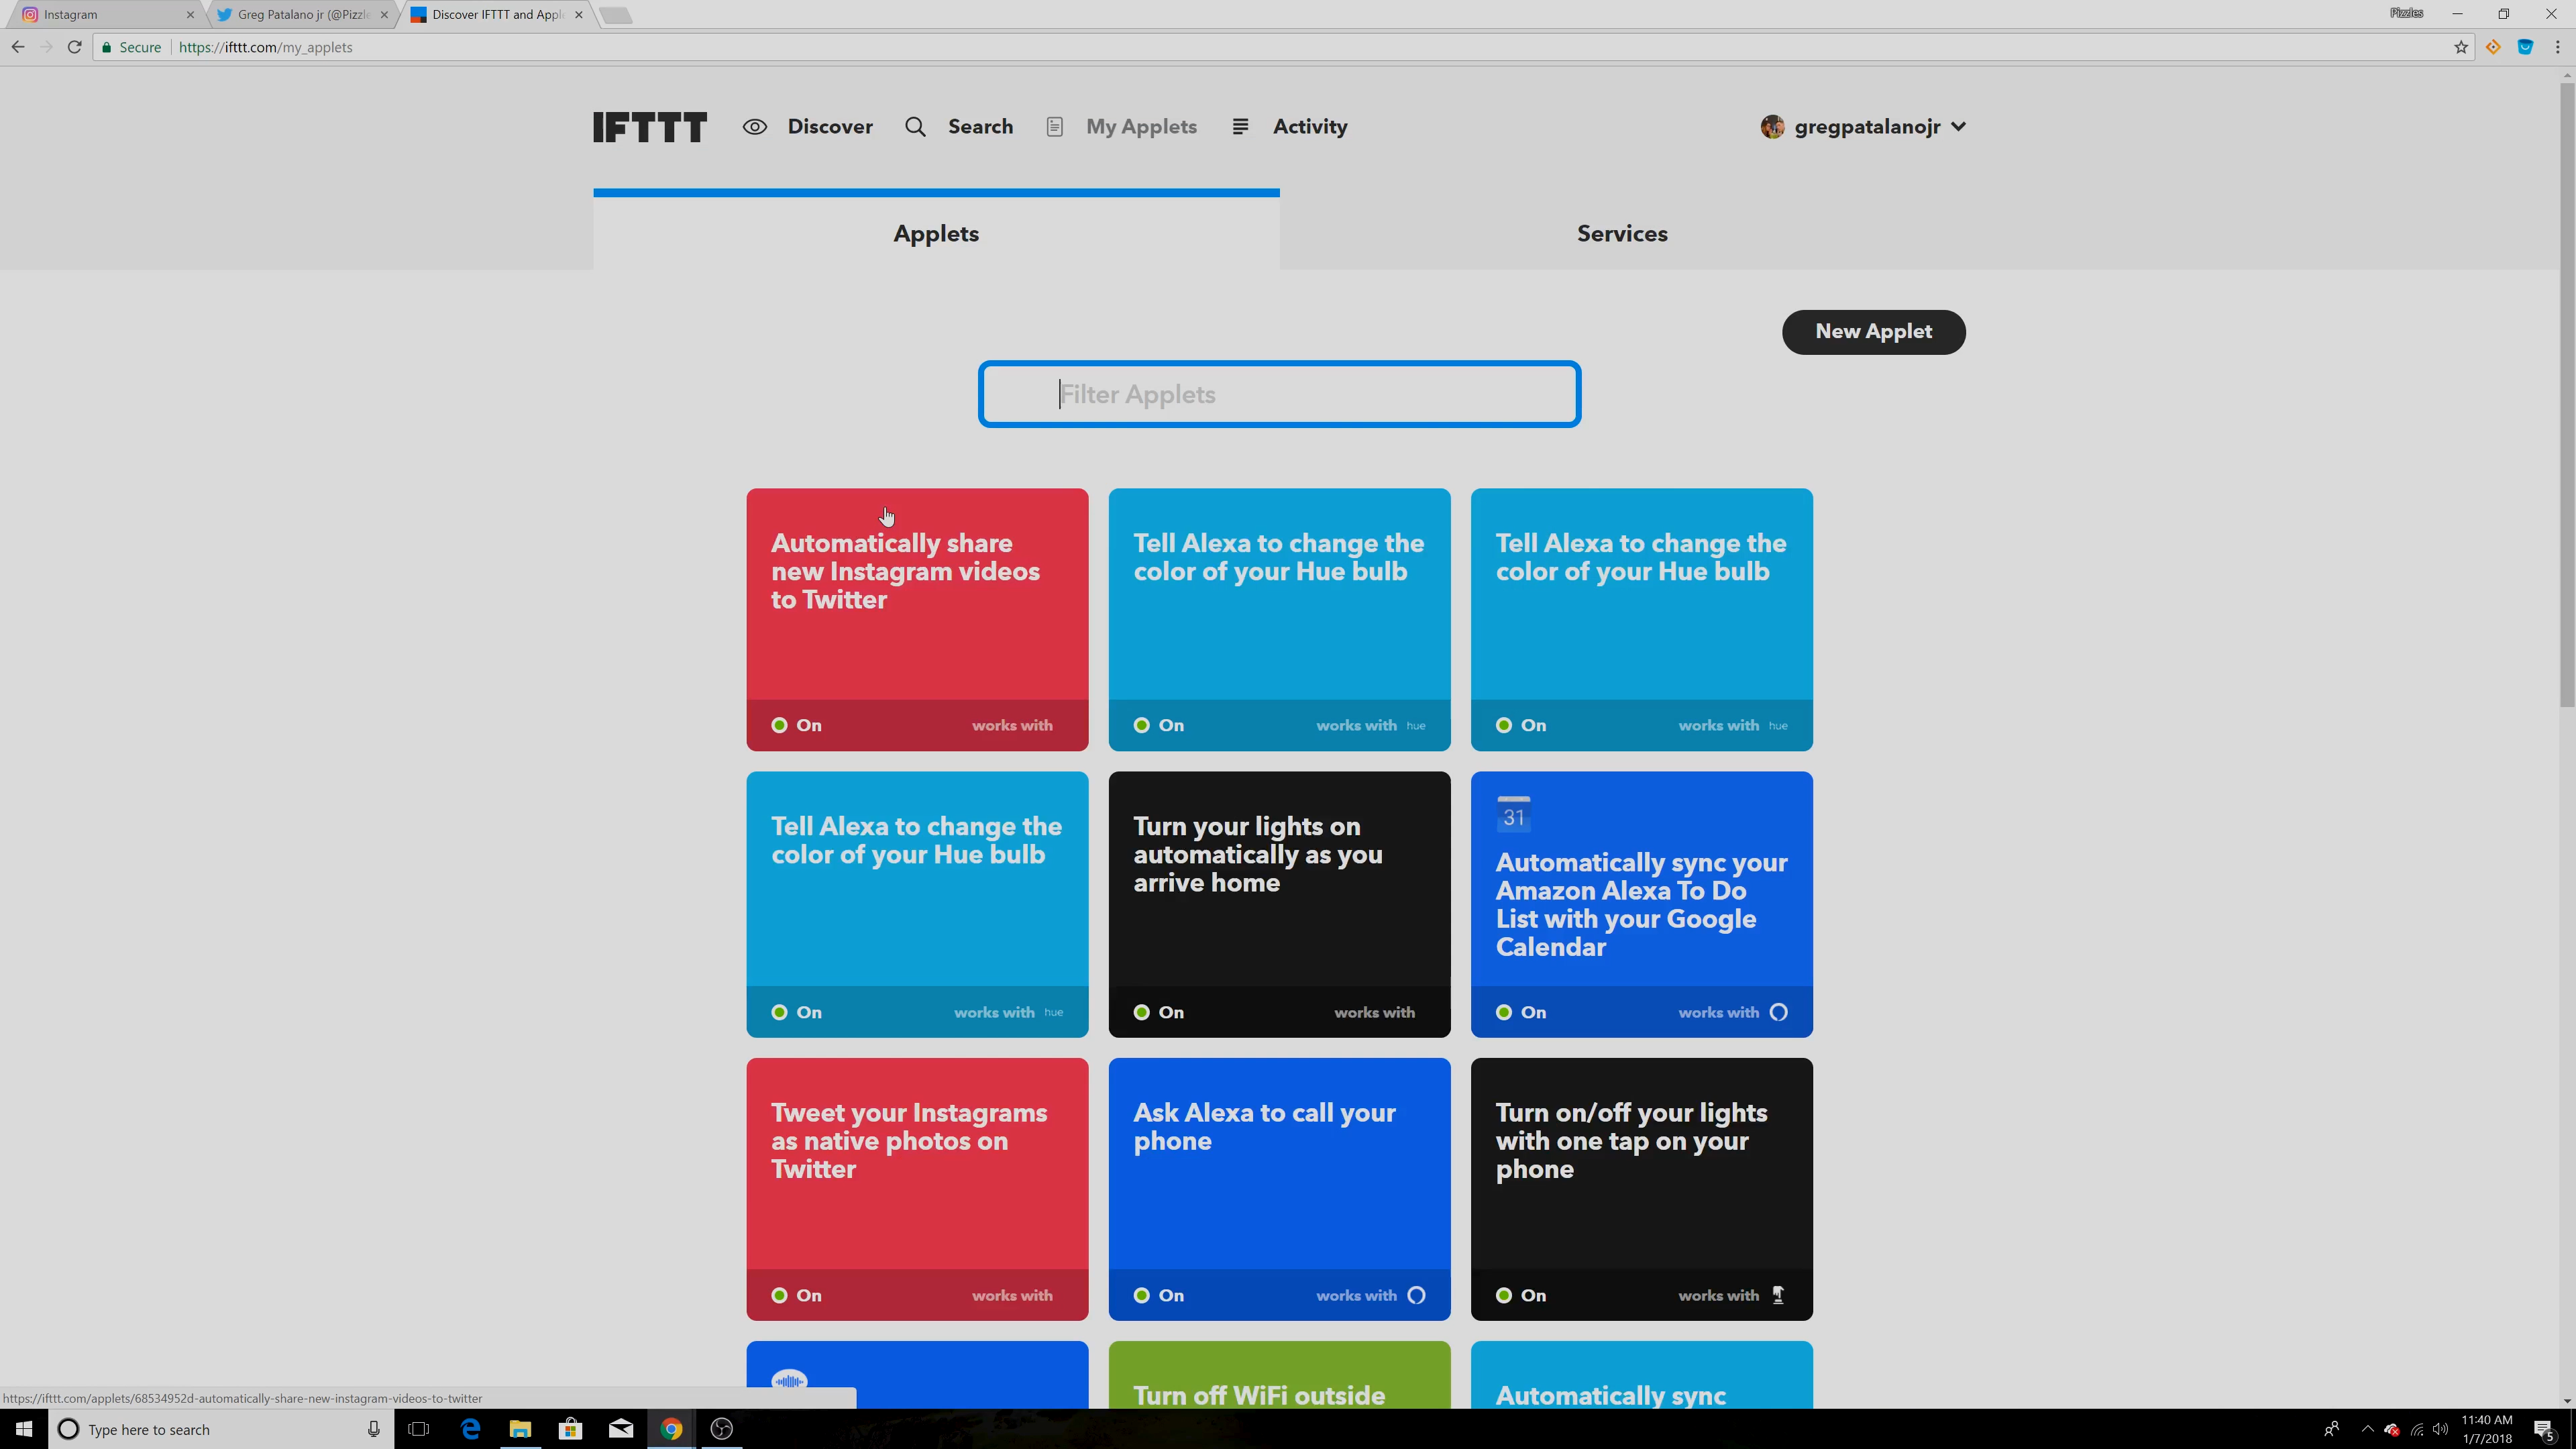 Instagram
Greg Patalano jr (@Pizzle
Discover IFTTT and Apple
Pizzles
Secure
https://ifttt.com/my_applets
IFTTT
Discover
Search
My Applets
Activity
gregpatalanojr
Applets
Services
New Applet
Filter Applets
Automatically share
new Instagram videos
to Twitter
On
works with
Tell Alexa to change the
color of your Hue bulb
On
works with hue
Tell Alexa to change the
color of your Hue bulb
On
works with hue
Tell Alexa to change the
color of your Hue bulb
On
works with hue
Turn your lights on
automatically as you
arrive home
On
works with
31
Automatically sync your
Amazon Alexa To Do
List with your Google
Calendar
On
works with
Tweet your Instagrams
as native photos on
Twitter
On
works with
Ask Alexa to call your
phone
On
works with
Turn on/off your lights
with one tap on your
phone
On
works with
Turn off WiFi outside
Automatically sync
https://ifttt.com/applets/68534952d-automatically-share-new-instagram-videos-to-twitter
Type here to search
11:40 AM
1/7/2018
5